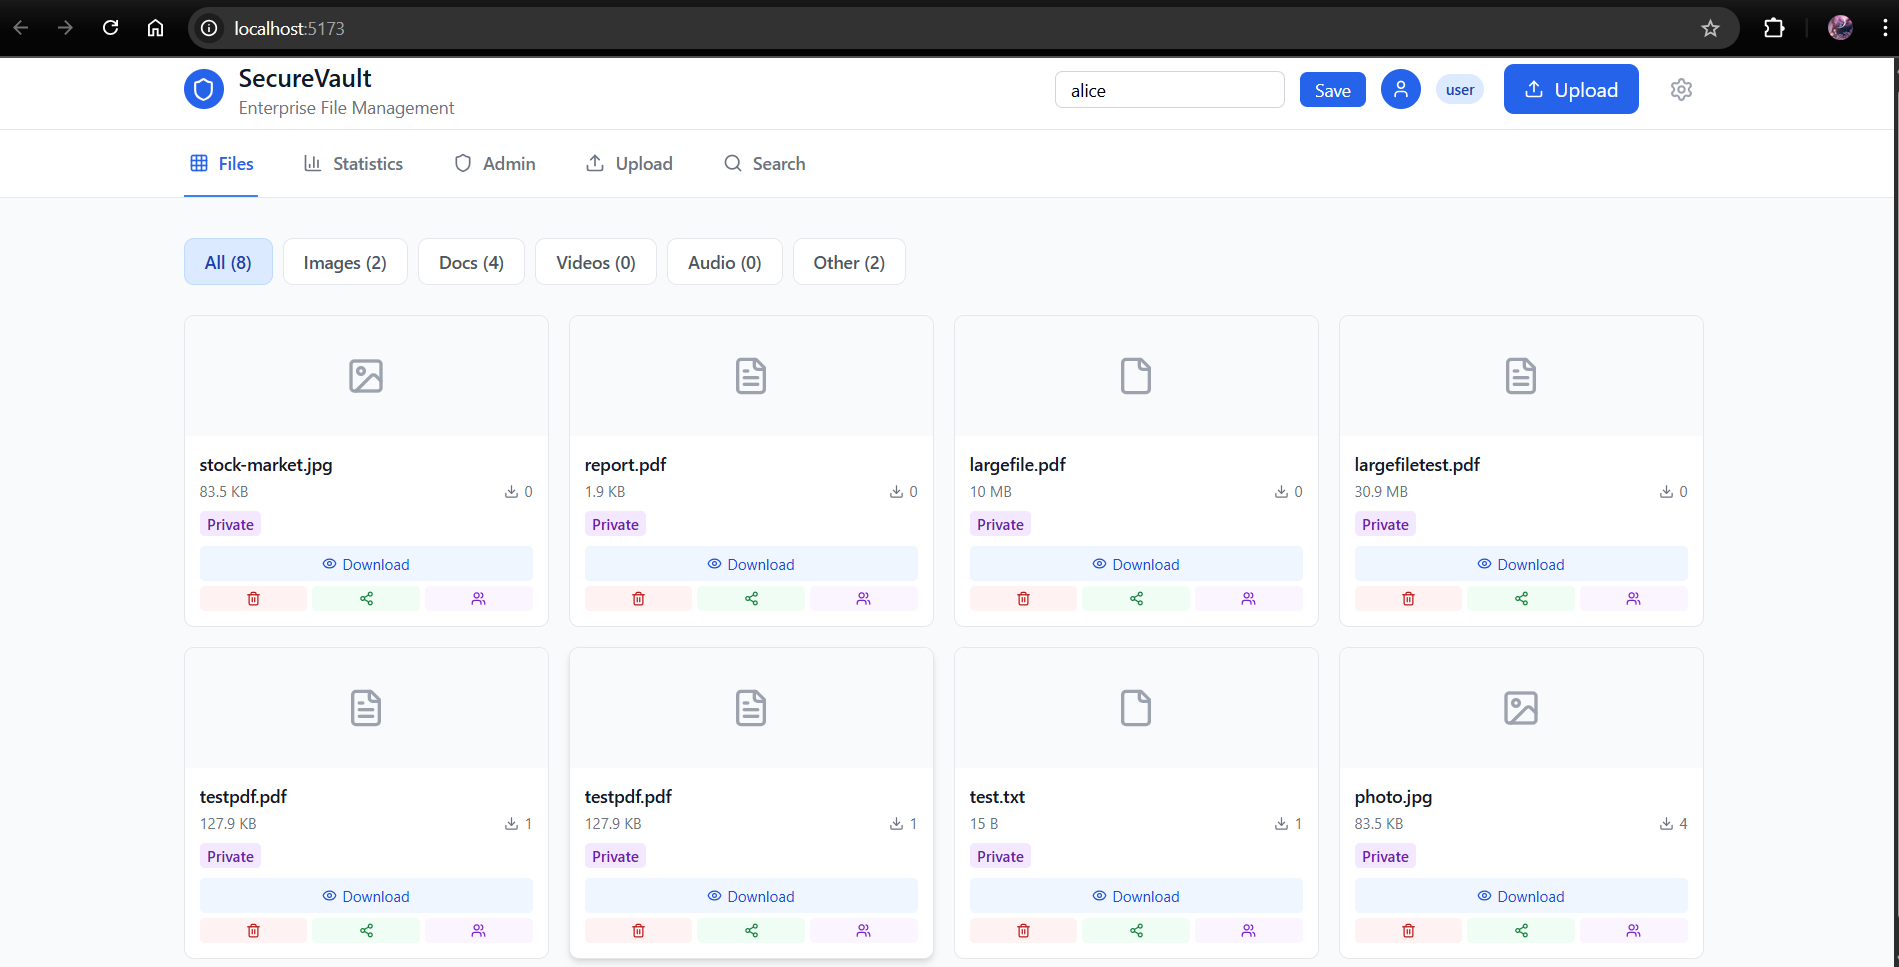 localhost:5173
SecureVault
Enterprise File Management
alice
Save
user
Upload
Files
Statistics
Admin
Upload
Search
All (8)
Images (2)
Docs (4)
Videos (0)
Audio (0)
Other (2)
stock-market.jpg
83.5 KB
0
Private
Download
report.pdf
1.9 KB
0
Private
Download
largefile.pdf
10 MB
0
Private
Download
largefiletest.pdf
30.9 MB
0
Private
Download
testpdf.pdf
127.9 KB
1
Private
Download
testpdf.pdf
127.9 KB
1
Private
Download
test.txt
15 B
1
Private
Download
photo.jpg
83.5 KB
4
Private
Download